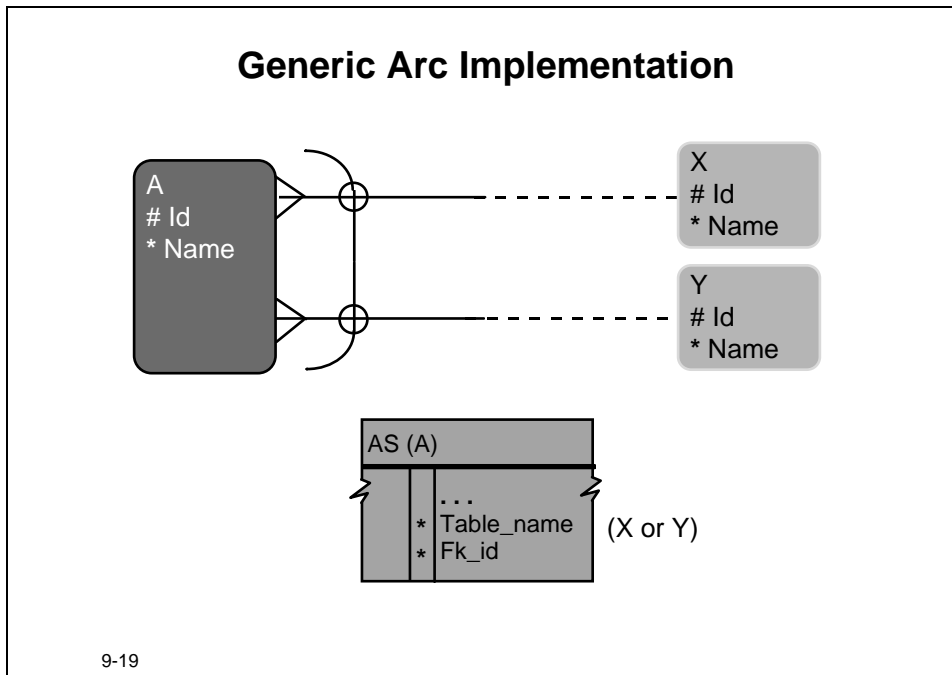 Generic Arc Implementation
A
# Id
* Name
X
# Id
* Name
Y
# Id
* Name
AS (A)
. . .
* Table_name
* Fk_id
(X or Y)
9-19